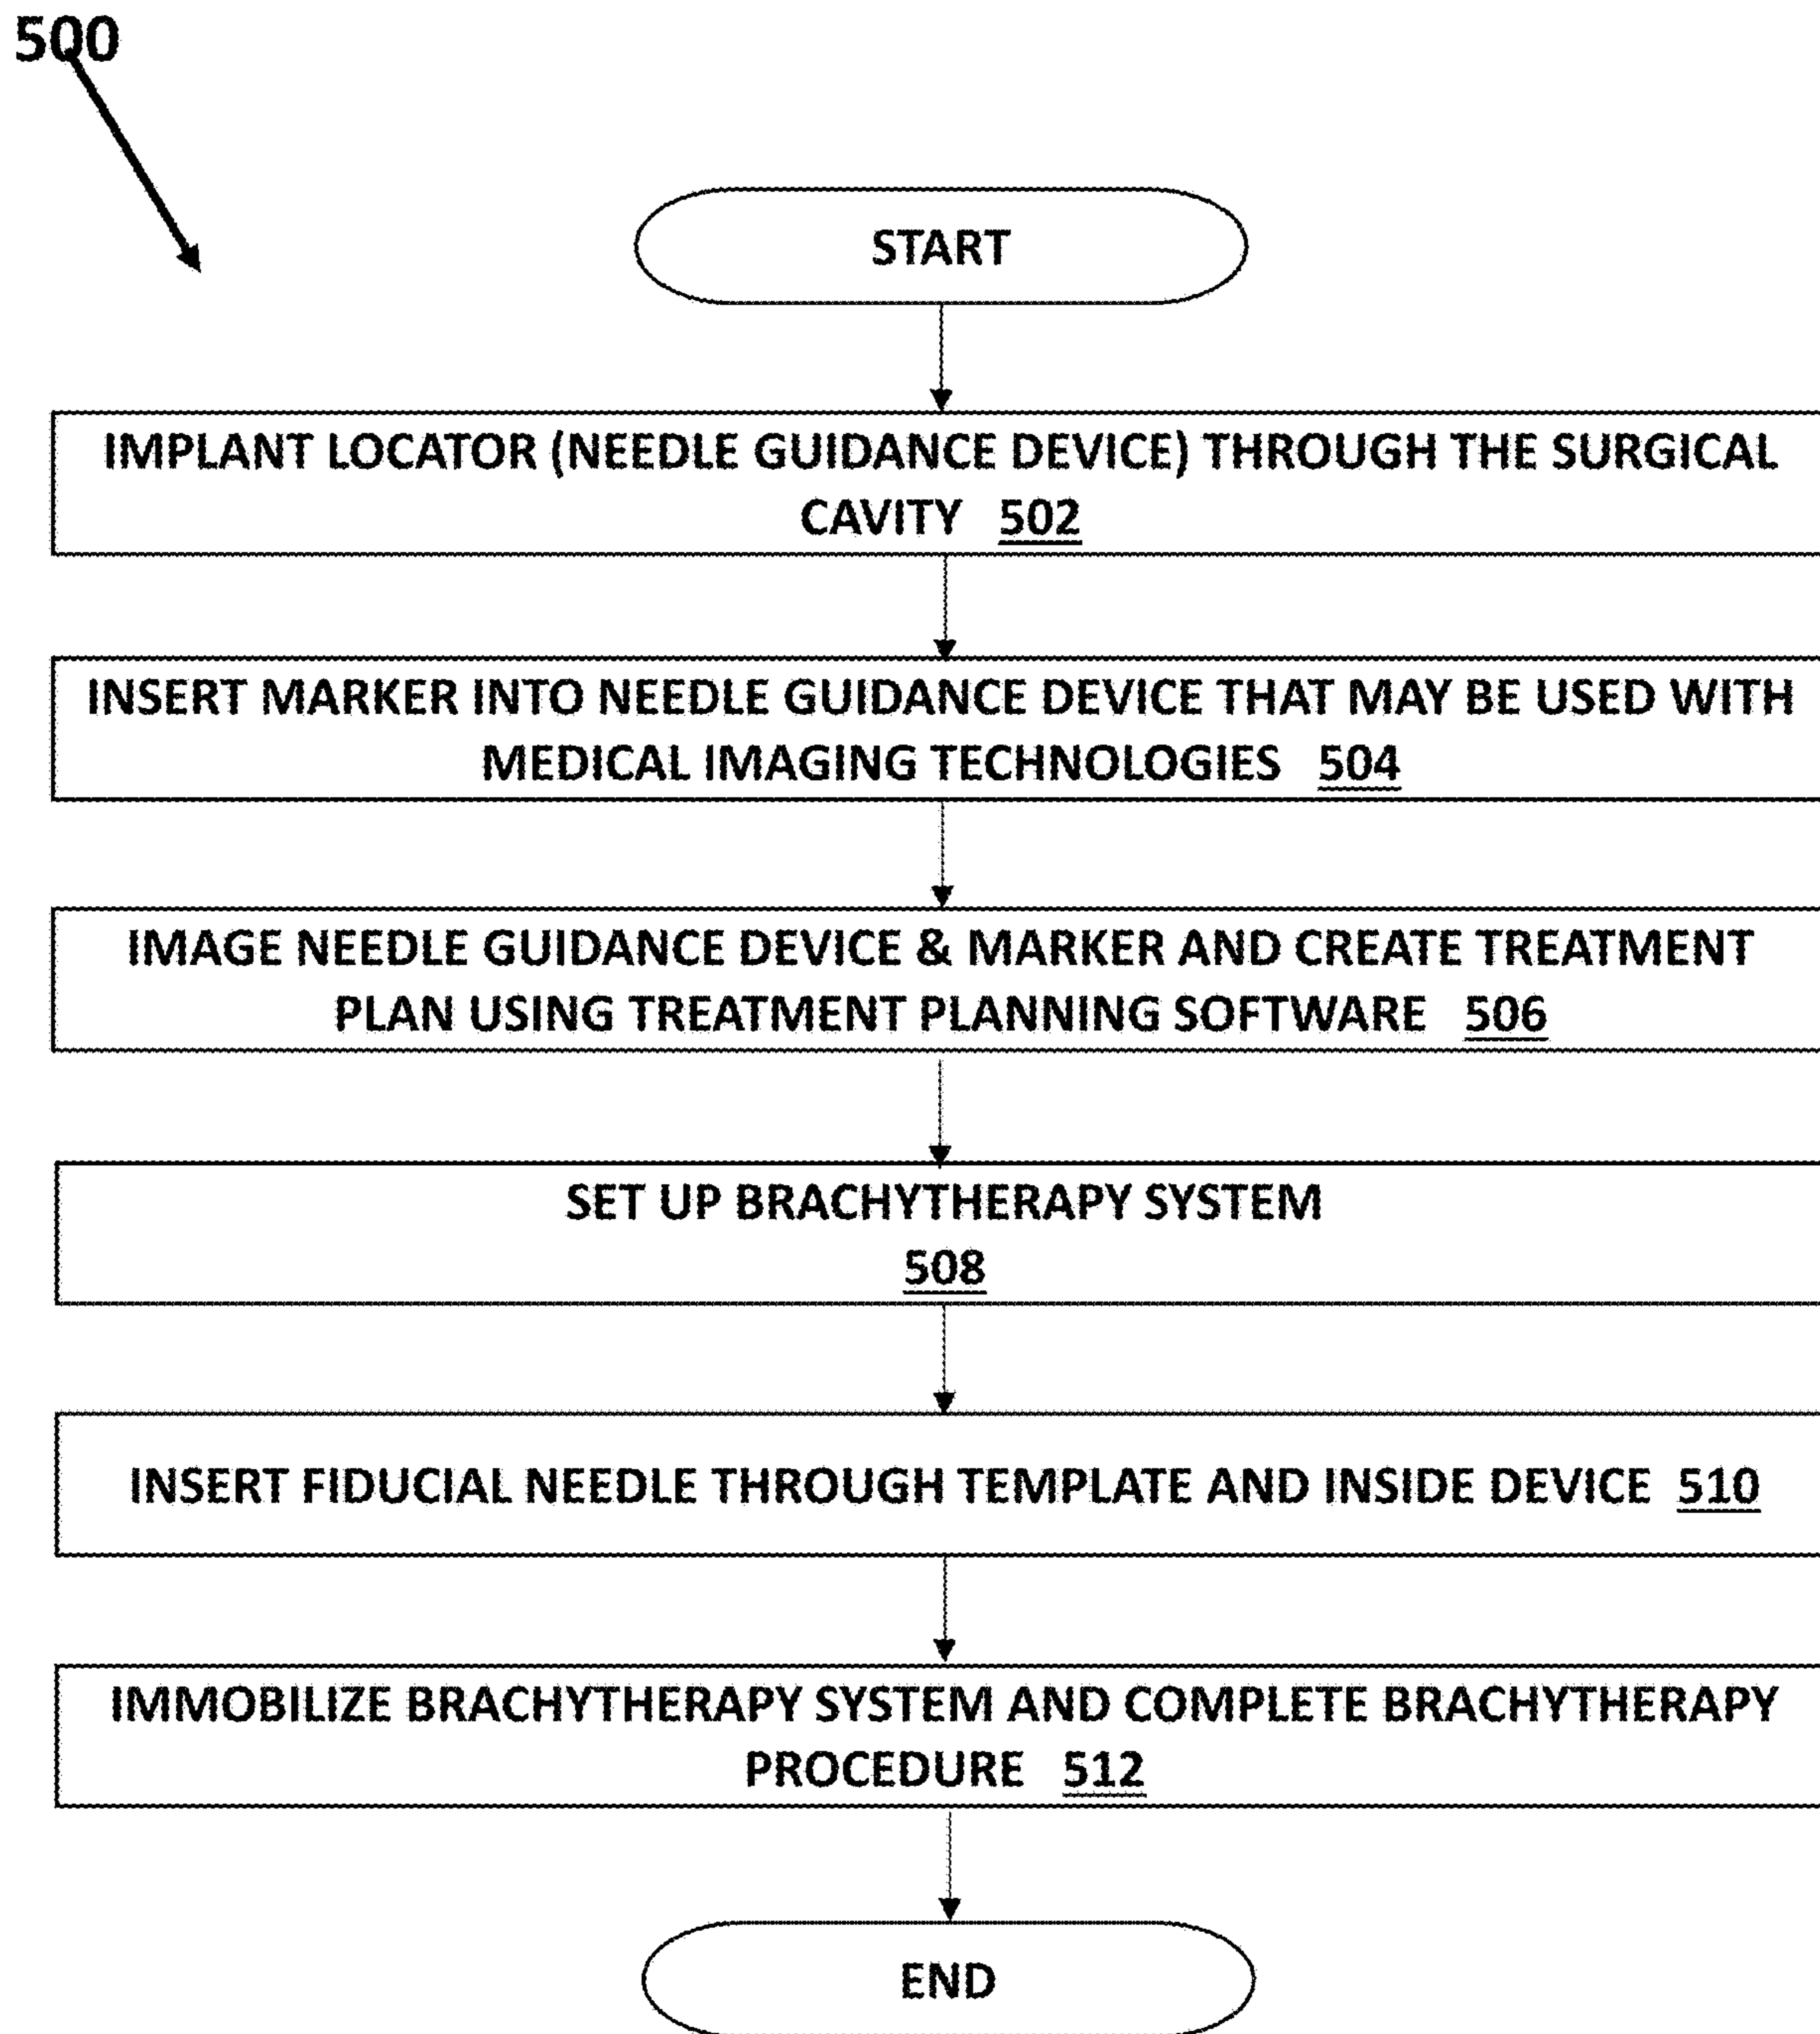 500
START
IMPLANT LOCATOR (NEEDLE GUIDANCE DEVICE) THROUGH THE SURGICAL
CAVITY 502
INSERT MARKER INTO NEEDLE GUIDANCE DEVICE THAT MAY BE USED WITH
MEDICAL IMAGING TECHNOLOGIES 504
IMAGE NEEDLE GUIDANCE DEVICE & MARKER AND CREATE TREATMENT
PLAN USING TREATMENT PLANNING SOFTWARE 506
SET UP BRACHYTHERAPY SYSTEM
508
INSERT FIDUCIAL NEEDLE THROUGH TEMPLATE AND INSIDE DEVICE 510
IMMOBILIZE BRACHYTHERAPY SYSTEM AND COMPLETE BRACHYTHERAPY
PROCEDURE 512
END